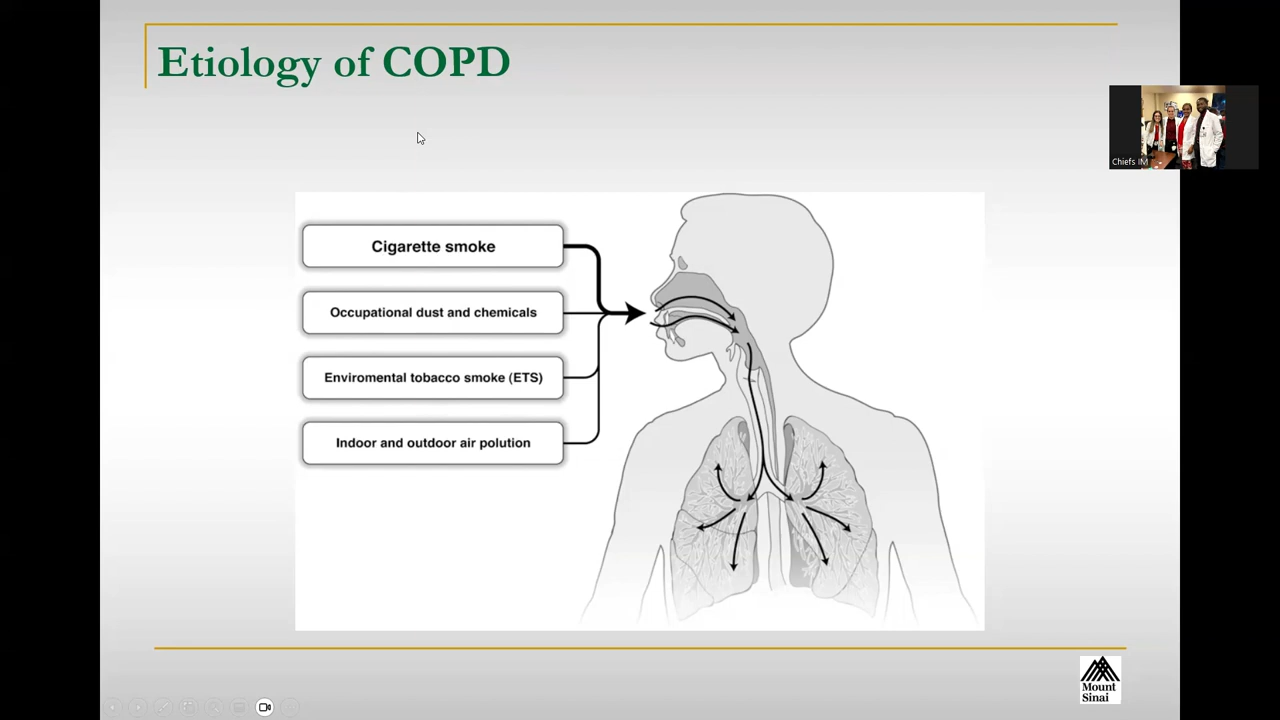 Etiology of COPD
Chiefs IM
Cigarette smoke
Occupational dust and chemicals
Enviromental tobacco smoke (ETS)
Indoor and outdoor air polution
Mount
Sinai